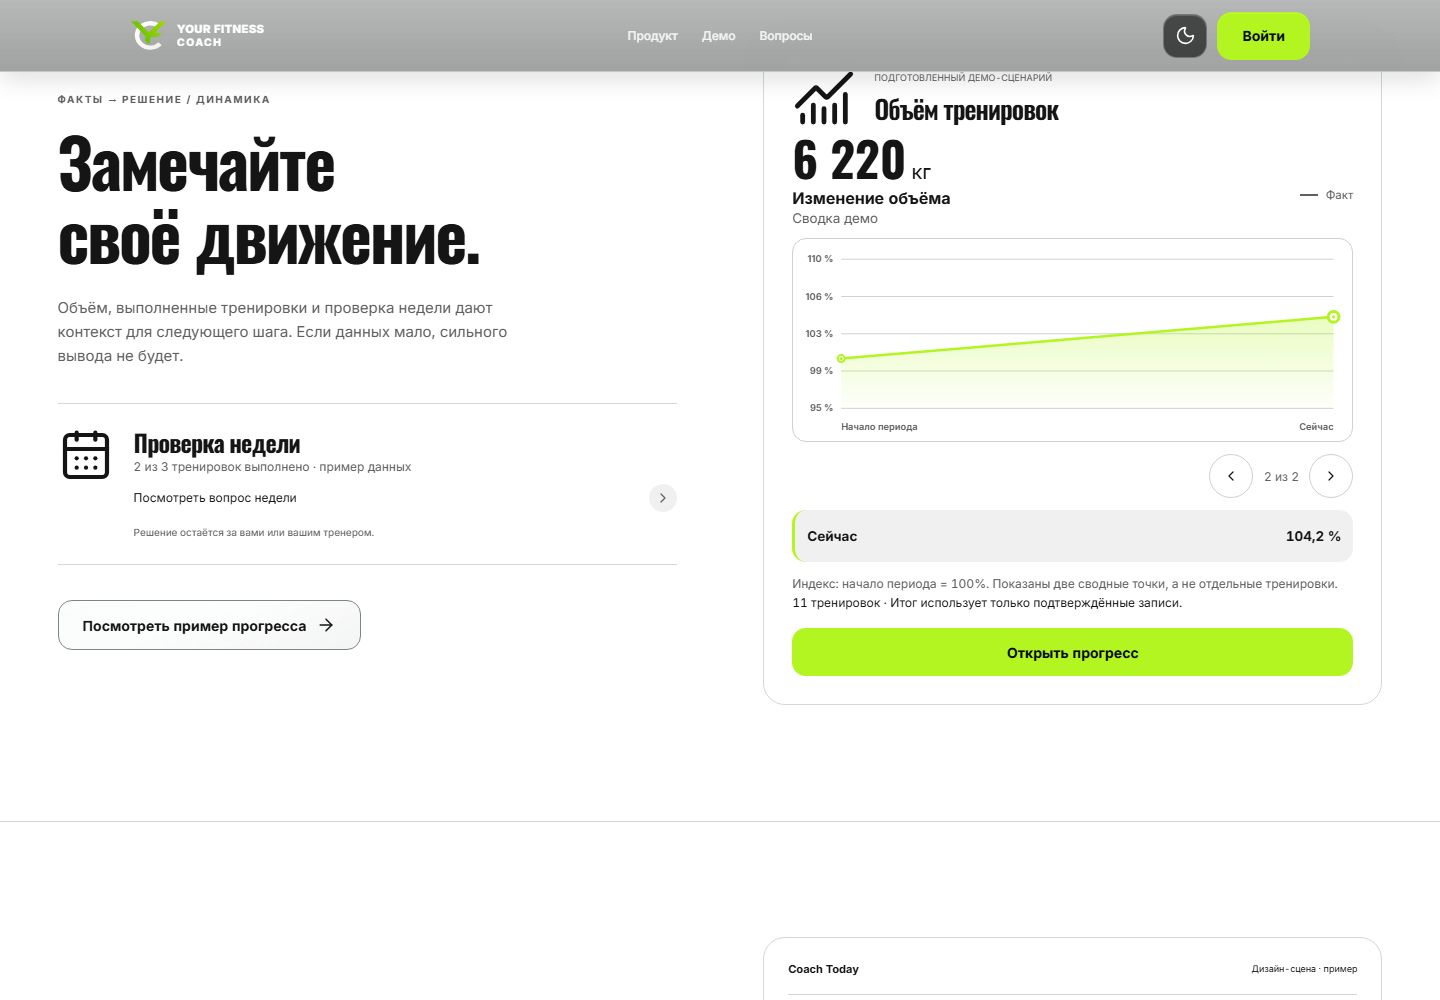 YOUR FITNESS
COACH
Продукт
Демо
Вопросы
Войти
ФАКТЫ → РЕШЕНИЕ / ДИНАМИКА
Замечайте
своё движение.
Объём, выполненные тренировки и проверка недели дают
контекст для следующего шага. Если данных мало, сильного
вывода не будет.
Проверка недели
2 из 3 тренировок выполнено · пример данных
Посмотреть вопрос недели
Решение остаётся за вами или вашим тренером.
Посмотреть пример прогресса →
ПОДГОТОВЛЕННЫЙ ДЕМО-СЦЕНАРИЙ
Объём тренировок
6 220 кг
Изменение объёма
Сводка демо
Факт
110 %
106 %
103 %
99 %
95 %
Начало периода
Сейчас
2 из 2
Сейчас
104,2 %
Индекс: начало периода = 100%. Показаны две сводные точки, а не отдельные тренировки.
11 тренировок · Итог использует только подтверждённые записи.
Открыть прогресс
Coach Today
Дизайн-сцена · пример